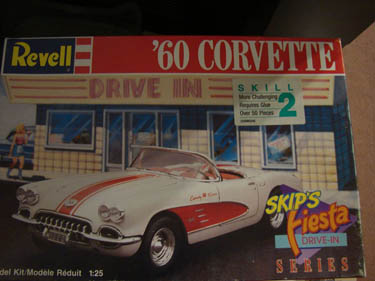 Revell
'60 CORVETTE
DRIVE IN
SKILL
2
More Challenging
Requires Glue
Over 50 Pieces
SKIP'S
Fiesta
DRIVE-IN
SERIES
del Kit/Modèle Réduit 1:25